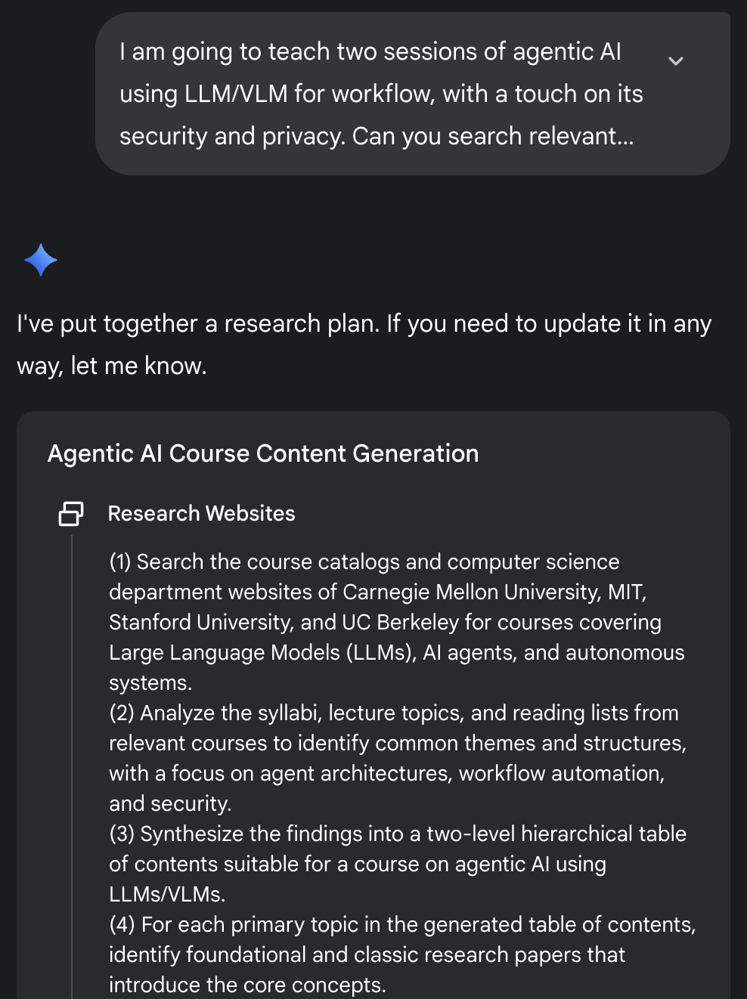 I am going to teach two sessions of agentic AI
using LLM/VLM for workflow, with a touch on its
security and privacy. Can you search relevant...
I've put together a research plan. If you need to update it in any
way, let me know.
Agentic AI Course Content Generation
Research Websites
(1) Search the course catalogs and computer science
department websites of Carnegie Mellon University, MIT,
Stanford University, and UC Berkeley for courses covering
Large Language Models (LLMs), AI agents, and autonomous
systems.
(2) Analyze the syllabi, lecture topics, and reading lists from
relevant courses to identify common themes and structures,
with a focus on agent architectures, workflow automation,
and security.
(3) Synthesize the findings into a two-level hierarchical table
of contents suitable for a course on agentic AI using
LLMs/VLMs.
(4) For each primary topic in the generated table of contents,
identify foundational and classic research papers that
introduce the core concepts.